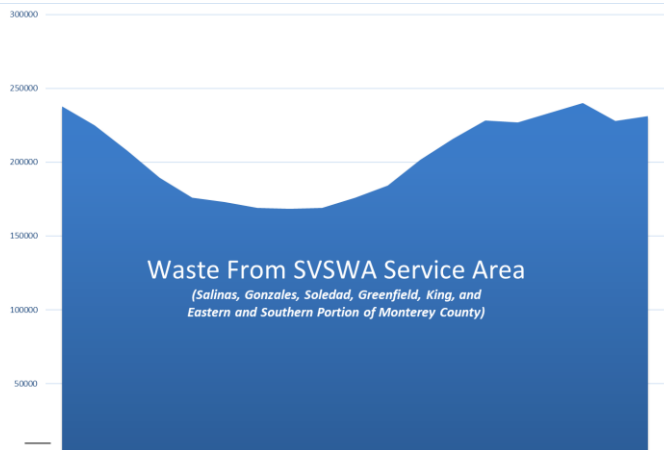 300000
250000
200000
150000
100000
50000
Waste From SVSWA Service Area
(Salinas, Gonzales, Soledad, Greenfield, King, and
Eastern and Southern Portion of Monterey County)